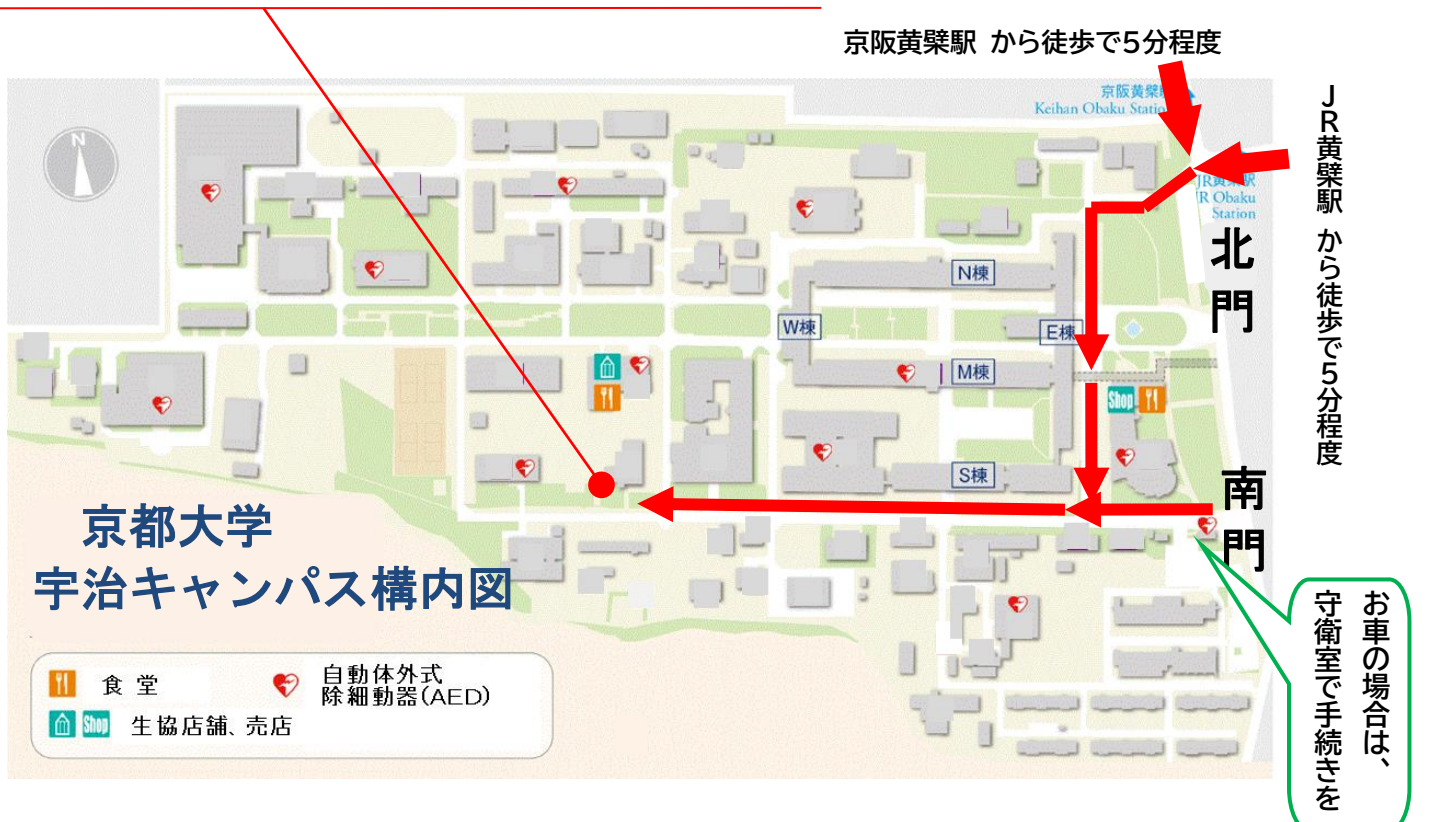 京阪黄檗駅 から徒歩で5分程度
京阪黄檗
Keihan Obaku Station
JR黄檗駅 から徒歩で5分程度
JR黄檗駅
JR Obaku
Station
N
北門
N棟
W棟
E棟
M棟
Shop
S棟
南門
京都大学
宇治キャンパス構内図
お車の場合は、
守衛室で手続きを
食堂
自動体外式
除細動器(AED)
Shop
生協店舗、売店